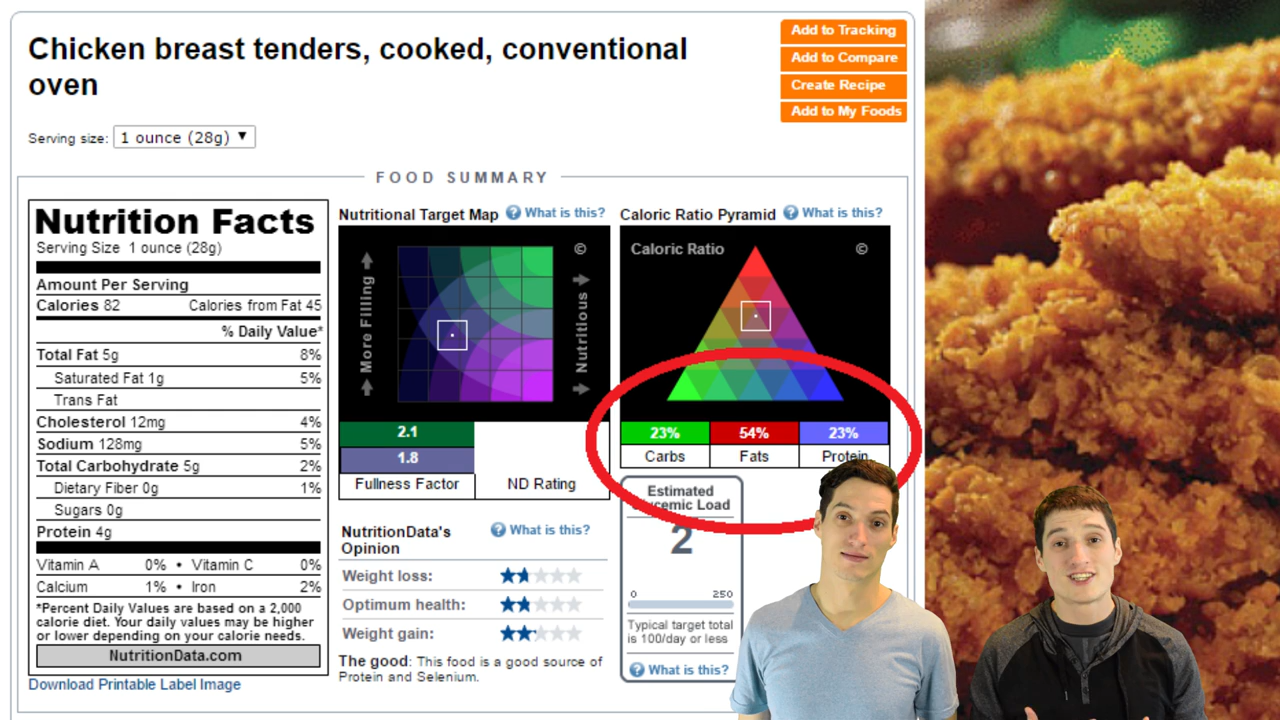 Chicken breast tenders, cooked, conventional
oven
Add to Tracking
Add to Compare
Create Recipe
Add to My Foods
Serving size: 1 ounce (28g) ▼
FOOD SUMMARY
Nutrition Facts
Serving Size 1 ounce (28g)
Amount Per Serving
Calories 82 Calories from Fat 45
% Daily Value*
Total Fat 5g 8%
Saturated Fat 1g 5%
Trans Fat
Cholesterol 12mg 4%
Sodium 128mg 5%
Total Carbohydrate 5g 2%
Dietary Fiber 0g 1%
Sugars 0g
Protein 4g
Vitamin A 0% • Vitamin C 0%
Calcium 1% • Iron 2%
*Percent Daily Values are based on a 2,000
calorie diet. Your daily values may be higher
or lower depending on your calorie needs.
NutritionData.com
Download Printable Label Image
Nutritional Target Map ? What is this?
©
More Filling
Nutritious
2.1
1.8
Fullness Factor ND Rating
NutritionData's
Opinion
? What is this?
Weight loss:
Optimum health:
Weight gain:
The good: This food is a good source of
Protein and Selenium.
Caloric Ratio Pyramid ? What is this?
Caloric Ratio ©
23% 54% 23%
Carbs Fats Protein
Estimated
Load
2
0 250
Typical target total
is 100/day or less
? What is this?